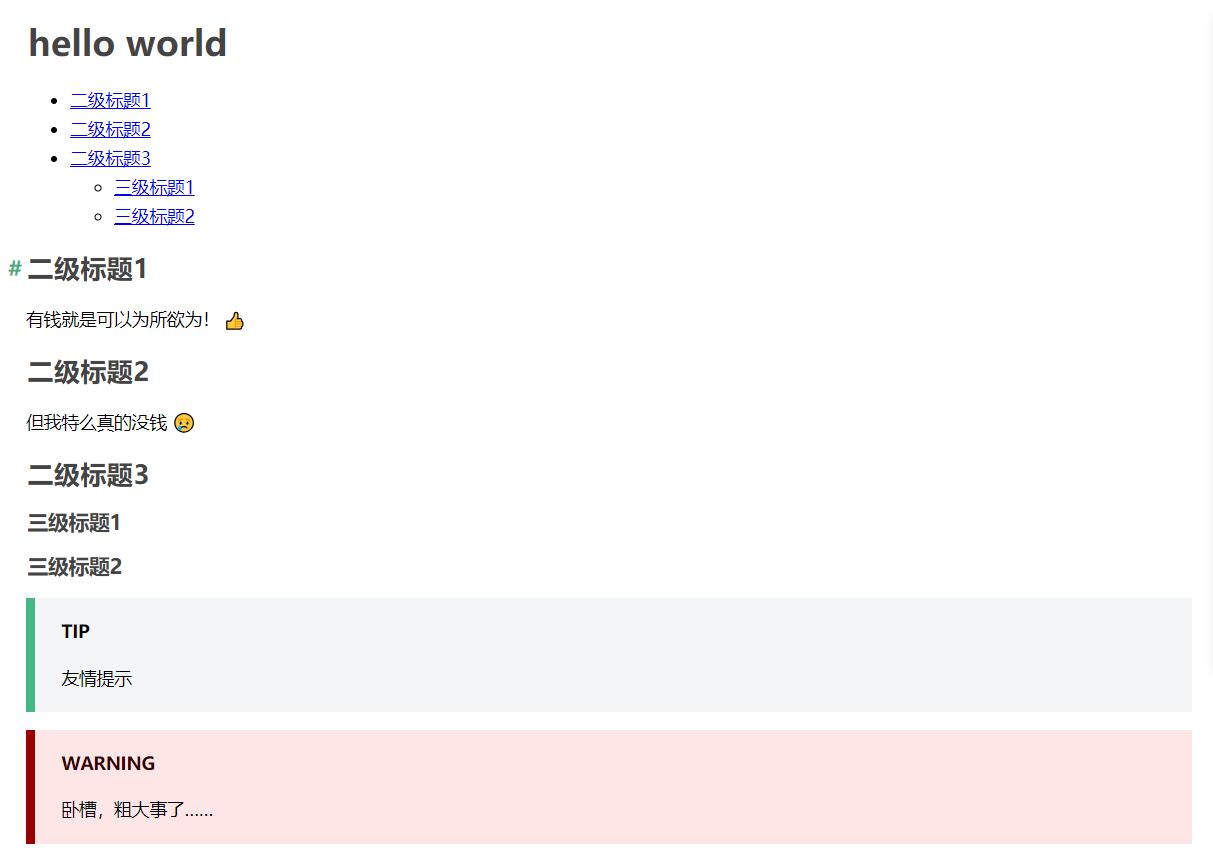 hello world
二级标题1
二级标题2
二级标题3
三级标题1
三级标题2
# 二级标题1
有钱就是可以为所欲为！ 👍
二级标题2
但我特么真的没钱 😢
二级标题3
三级标题1
三级标题2
TIP
友情提示
WARNING
卧槽，粗大事了……